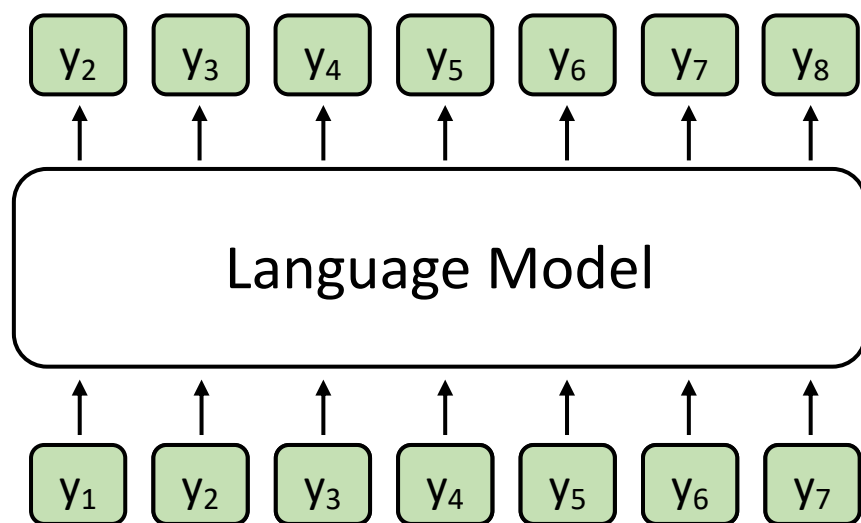 y₂ y₃ y₄ y₅ y₆ y₇ y₈
Language Model
y₁ y₂ y₃ y₄ y₅ y₆ y₇